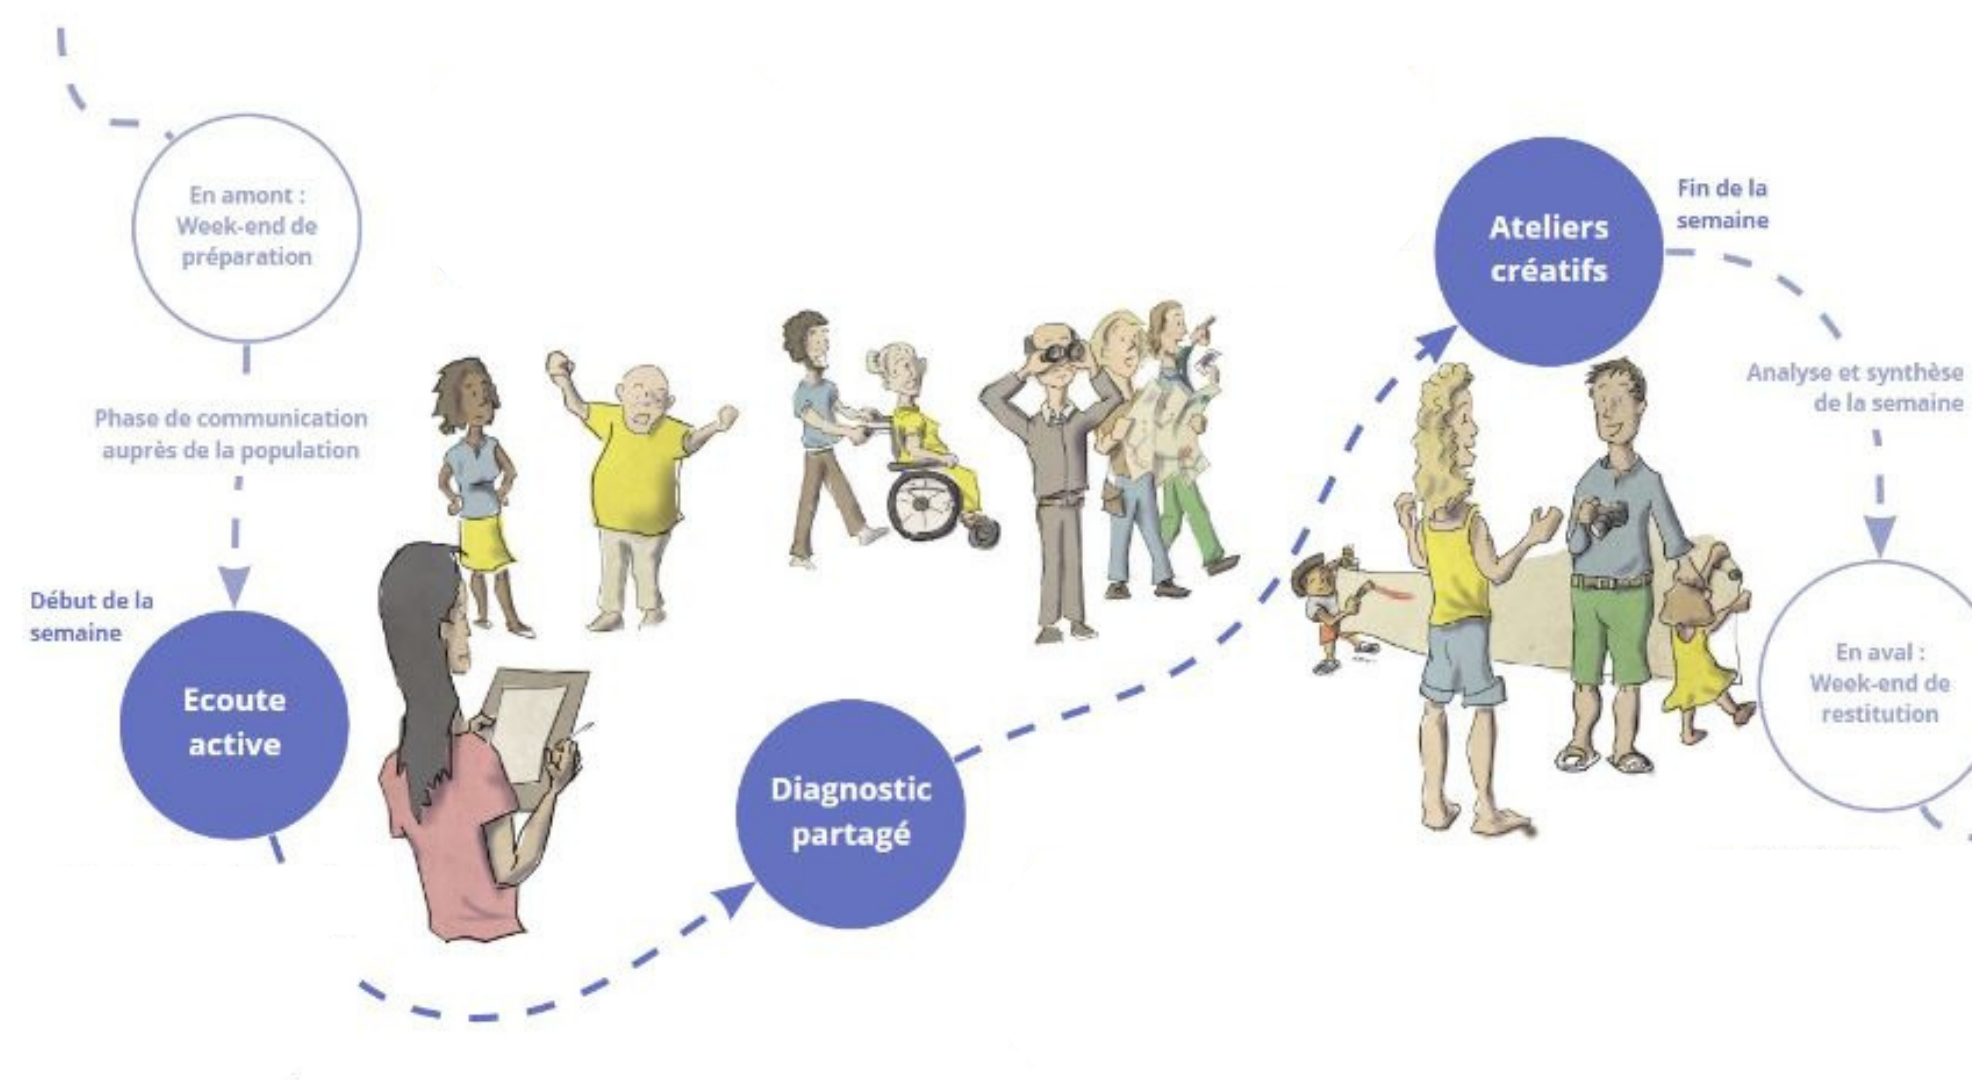 En amont :
Week-end de
préparation
Phase de communication
auprès de la population
Début de la
semaine
Ecoute
active
Diagnostic
partagé
Ateliers
créatifs
Fin de la
semaine
Analyse et synthèse
de la semaine
En aval :
Week-end de
restitution